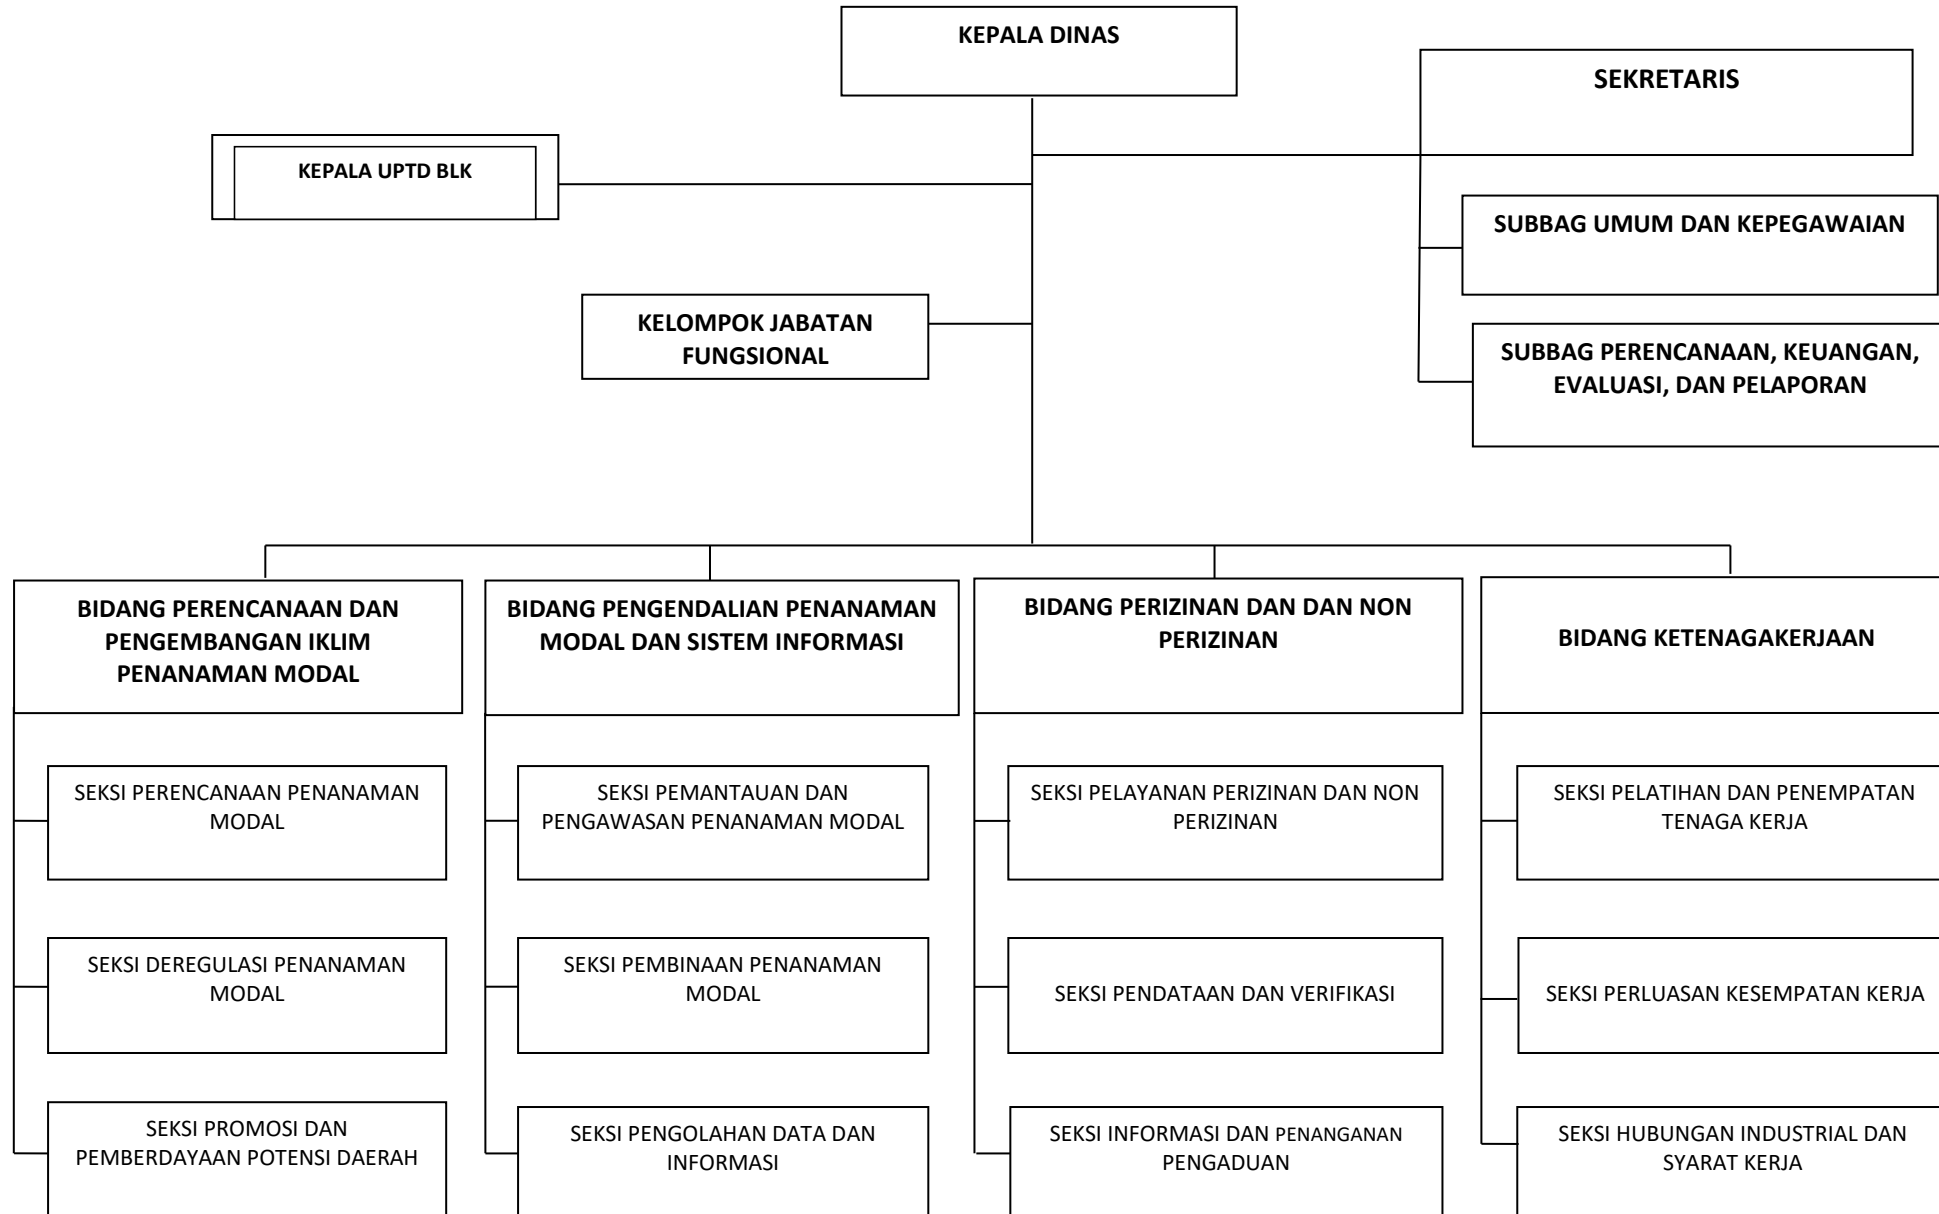 KEPALA DINAS
SEKRETARIS
KEPALA UPTD BLK
SUBBAG UMUM DAN KEPEGAWAIAN
KELOMPOK JABATAN
FUNGSIONAL
SUBBAG PERENCANAAN, KEUANGAN,
EVALUASI, DAN PELAPORAN
BIDANG PERENCANAAN DAN
PENGEMBANGAN IKLIM
PENANAMAN MODAL
BIDANG PENGENDALIAN PENANAMAN
MODAL DAN SISTEM INFORMASI
BIDANG PERIZINAN DAN DAN NON
PERIZINAN
BIDANG KETENAGAKERJAAN
SEKSI PERENCANAAN PENANAMAN
MODAL
SEKSI PEMANTAUAN DAN
PENGAWASAN PENANAMAN MODAL
SEKSI PELAYANAN PERIZINAN DAN NON
PERIZINAN
SEKSI PELATIHAN DAN PENEMPATAN
TENAGA KERJA
SEKSI DEREGULASI PENANAMAN
MODAL
SEKSI PEMBINAAN PENANAMAN
MODAL
SEKSI PENDATAAN DAN VERIFIKASI
SEKSI PERLUASAN KESEMPATAN KERJA
SEKSI PROMOSI DAN
PEMBERDAYAAN POTENSI DAERAH
SEKSI PENGOLAHAN DATA DAN
INFORMASI
SEKSI INFORMASI DAN PENANGANAN
PENGADUAN
SEKSI HUBUNGAN INDUSTRIAL DAN
SYARAT KERJA